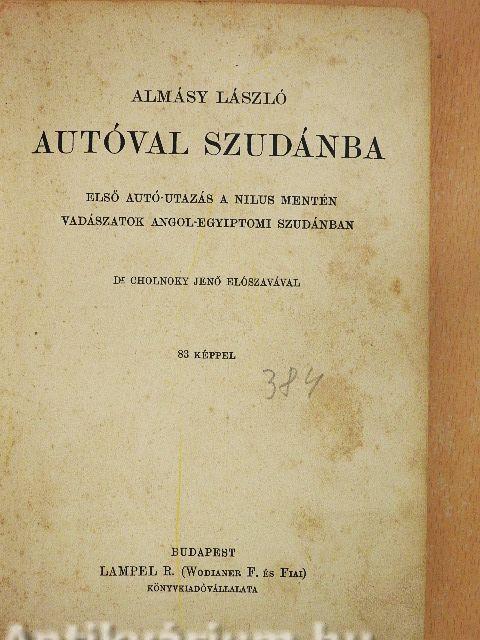 ALMÁSY LÁSZLÓ
AUTÓVAL SZUDÁNBA
ELSŐ AUTÓ-UTAZÁS A NILUS MENTÉN
VADÁSZATOK ANGOL-EGYIPTOMI SZUDÁNBAN
Dr CHOLNOKY JENŐ ELŐSZAVÁVAL
83 KÉPPEL
384
BUDAPEST
LAMPEL R. (WODIANER F. ÉS FIAI)
KÖNYVKIADÓVÁLLALATA
Antikvárium.hu